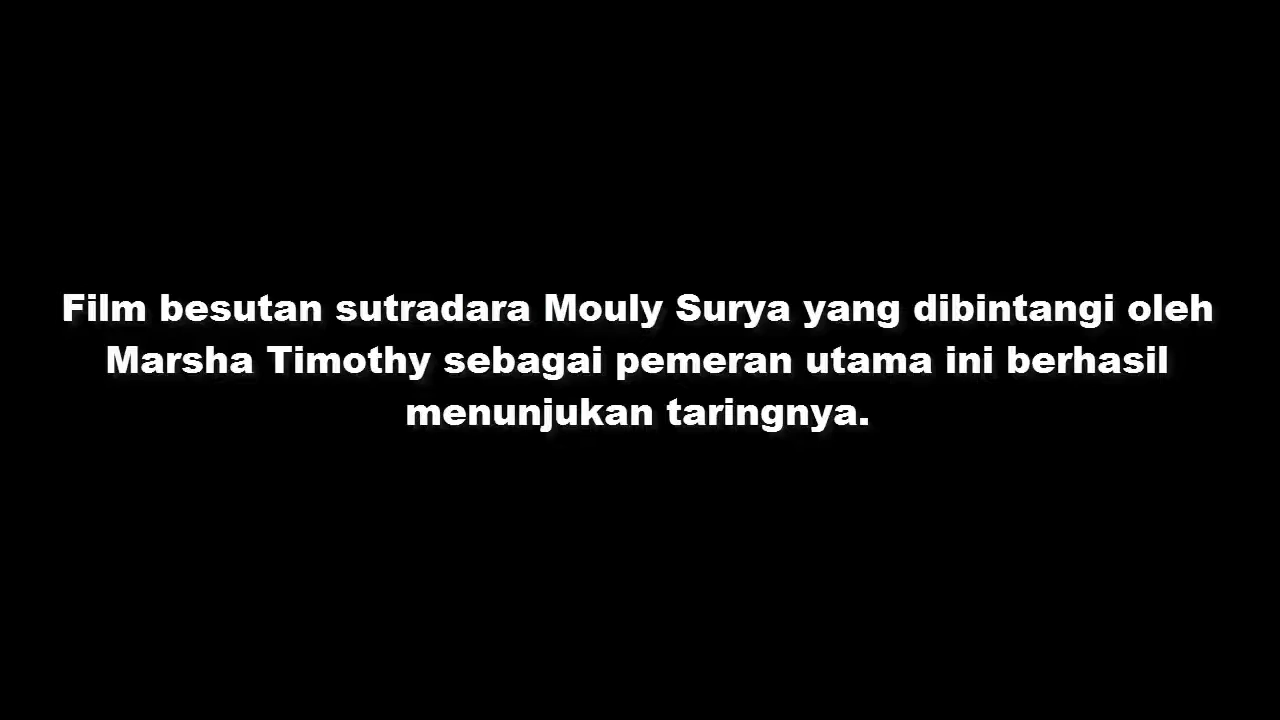 Film besutan sutradara Mouly Surya yang dibintangi oleh
Marsha Timothy sebagai pemeran utama ini berhasil
menunjukan taringnya.